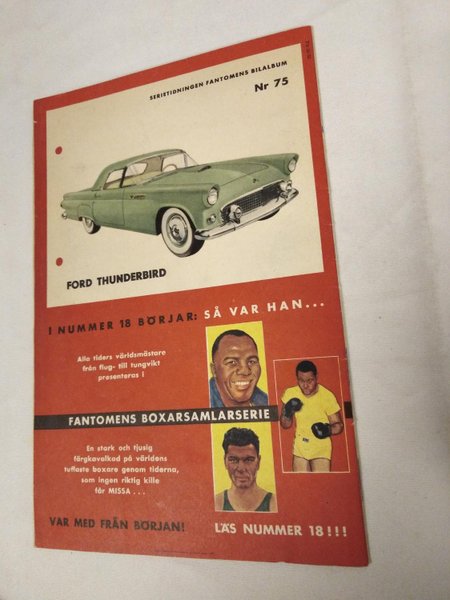 SERIETIDNINGEN FANTOMENS BILALBUM
Nr 75
FORD THUNDERBIRD
I NUMMER 18 BÖRJAR: SÅ VAR HAN...
Alla tiders världsmästare
från flug- till tungvikt
presenteras i
FANTOMENS BOXARSAMLARSERIE
En stark och tjusig
färgkavalkad på världens
tuffaste boxare genom tiderna,
som ingen riktig kille
får MISSA...
VAR MED FRÅN BÖRJAN!
LÄS NUMMER 18!!!